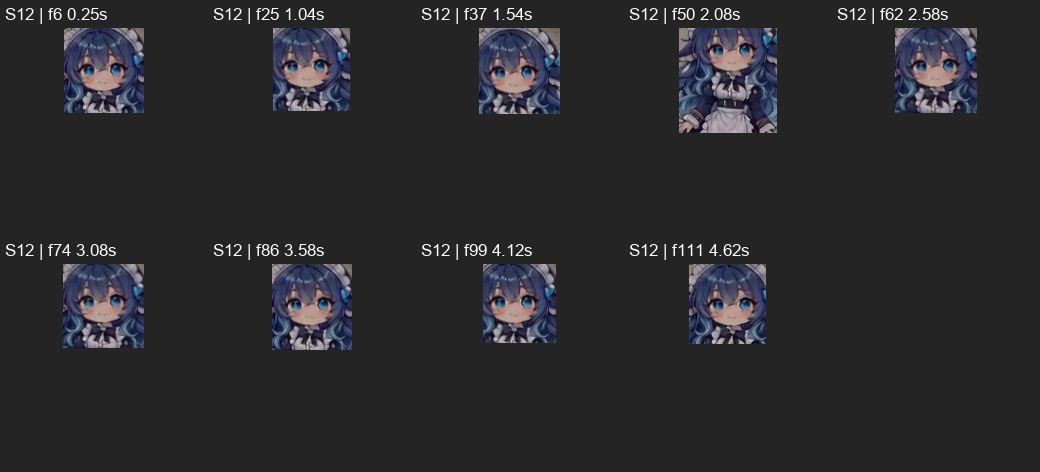 S12 | f6 0.25s
S12 | f25 1.04s
S12 | f37 1.54s
S12 | f50 2.08s
S12 | f62 2.58s
S12 | f74 3.08s
S12 | f86 3.58s
S12 | f99 4.12s
S12 | f111 4.62s